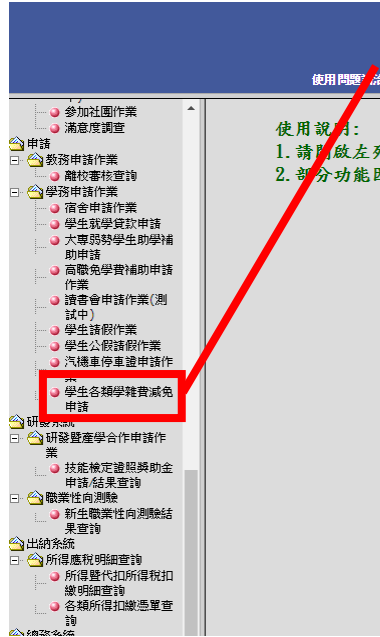 使用問題
參加社團作業
滿意度調查
申請
教務申請作業
離校審核查詢
學務申請作業
宿舍申請作業
學生就學貸款申請
大專弱勢學生助學補
助申請
高職免學費補助申請
作業
讀書會申請作業(測
試中)
學生請假作業
學生公假請假作業
汽機車停車證申請作
業
學生各類學雜費減免
申請
研發系統
研發暨產學合作申請作
業
技能檢定證照獎助金
申請/結果查詢
職業性向測驗
新生職業性向測驗結
果查詢
出納系統
所得應稅明細查詢
所得暨代扣所得稅扣
繳明細查詢
各類所得扣繳憑單查
詢
總務系統
使用說明:
1.請開啟左列
2.部分功能因